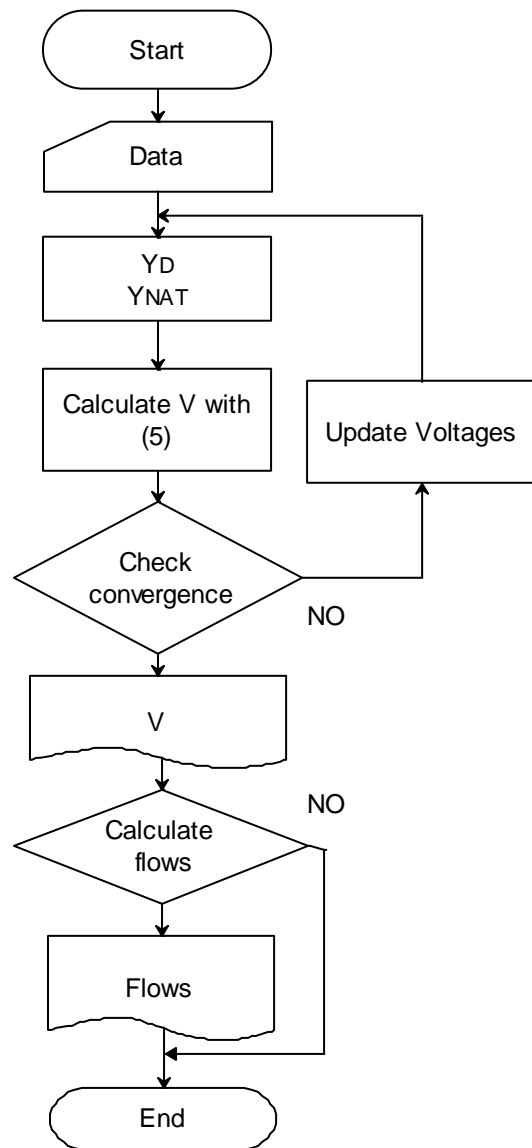 Start
Data
YD
YNAT
Calculate V with
(5)
Update Voltages
Check
convergence
NO
V
NO
Calculate
flows
Flows
End